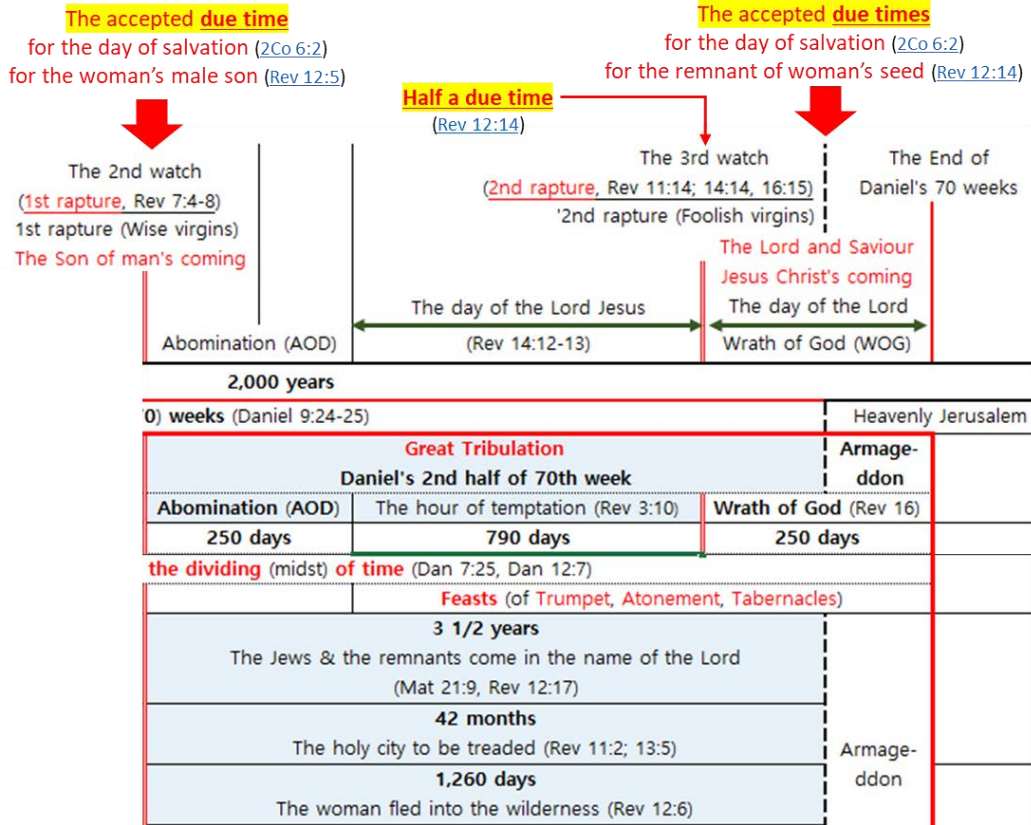 The accepted due time
for the day of salvation (2Co 6:2)
for the woman's male son (Rev 12:5)
The accepted due times
for the day of salvation (2Co 6:2)
for the remnant of woman's seed (Rev 12:14)
Half a due time
(Rev 12:14)
The 2nd watch
(1st rapture, Rev 7:4-8)
1st rapture (Wise virgins)
The Son of man's coming
The 3rd watch
(2nd rapture, Rev 11:14; 14:14, 16:15)
'2nd rapture (Foolish virgins)
The End of
Daniel's 70 weeks
The Lord and Saviour
Jesus Christ's coming
The day of the Lord Jesus
The day of the Lord
Abomination (AOD)
(Rev 14:12-13)
Wrath of God (WOG)
2,000 years
'0) weeks (Daniel 9:24-25)
Heavenly Jerusalem
Great Tribulation
Daniel's 2nd half of 70th week
Armage-
ddon
Abomination (AOD)
The hour of temptation (Rev 3:10)
Wrath of God (Rev 16)
250 days
790 days
250 days
the dividing (midst) of time (Dan 7:25, Dan 12:7)
Feasts (of Trumpet, Atonement, Tabernacles)
3 1/2 years
The Jews & the remnants come in the name of the Lord
(Mat 21:9, Rev 12:17)
42 months
The holy city to be treaded (Rev 11:2; 13:5)
Armage-
ddon
1,260 days
The woman fled into the wilderness (Rev 12:6)